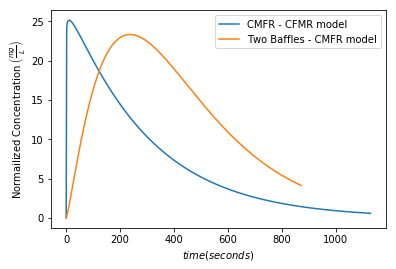 CMFR - CFMR model
Two Baffles - CMFR model
Normailized Concentration (mg/L)
25
20
15
10
5
0
0 200 400 600 800 1000
time(seconds)